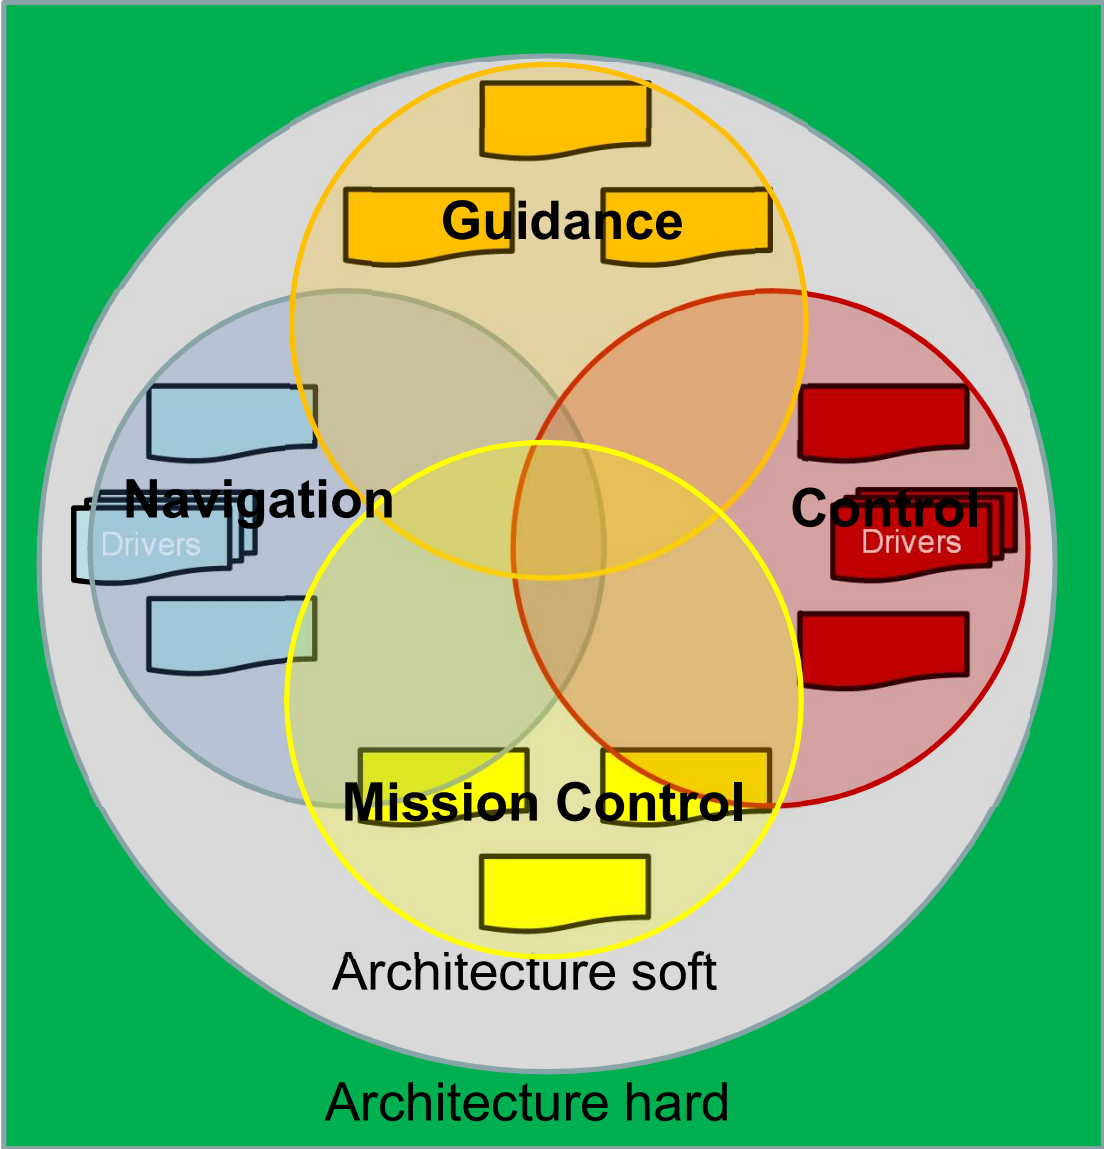 Guidance
Navigation
Control
Drivers
Drivers
Mission Control
Architecture soft
Architecture hard